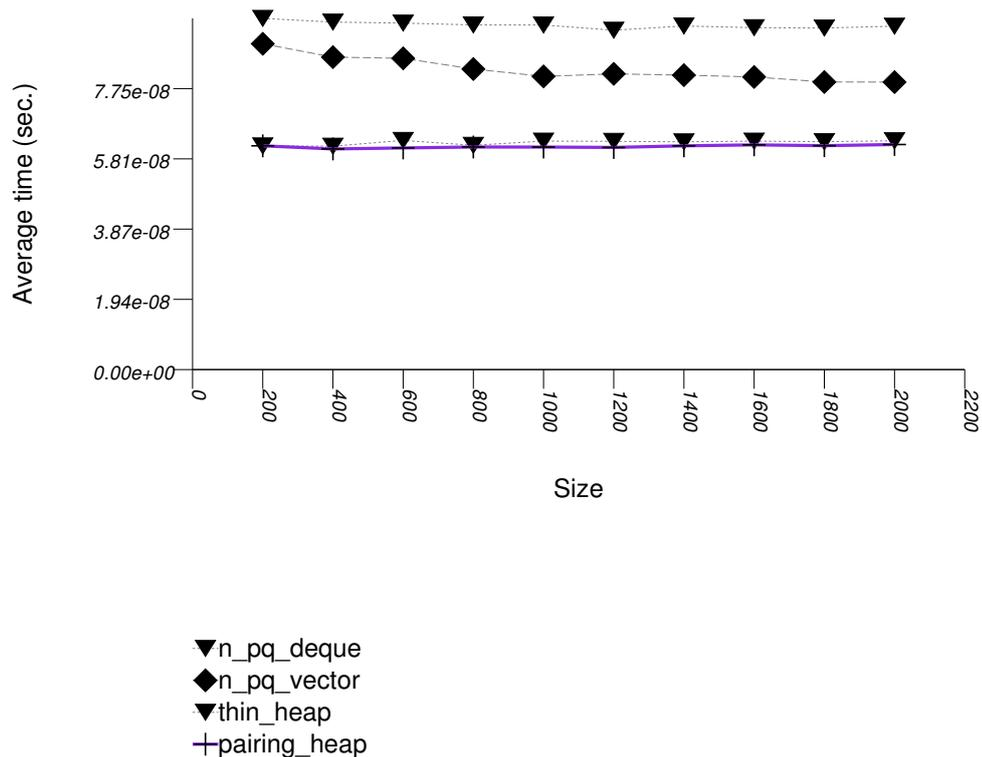 Average time (sec.)
7.75e-08
5.81e-08
3.87e-08
1.94e-08
0.00e+00
0
200
400
600
800
1000
1200
1400
1600
1800
2000
2200
Size
n_pq_deque
n_pq_vector
thin_heap
pairing_heap